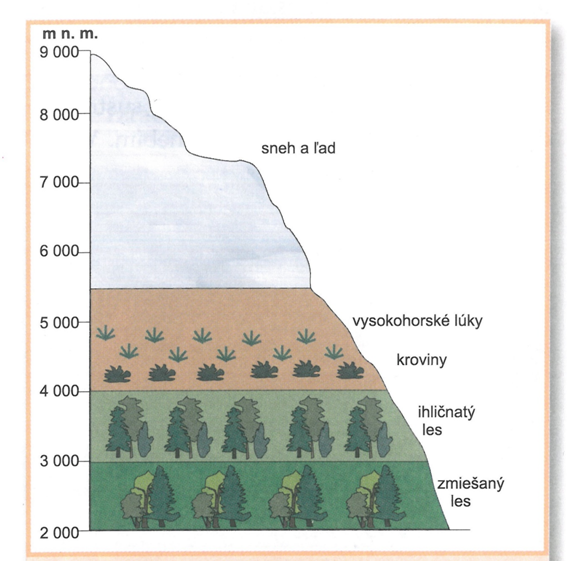 m n. m.
9 000
8 000
sneh a ľad
7 000
6 000
5 000
vysokohorské lúky
kroviny
4 000
ihličnatý
les
3 000
zmiešaný
les
2 000